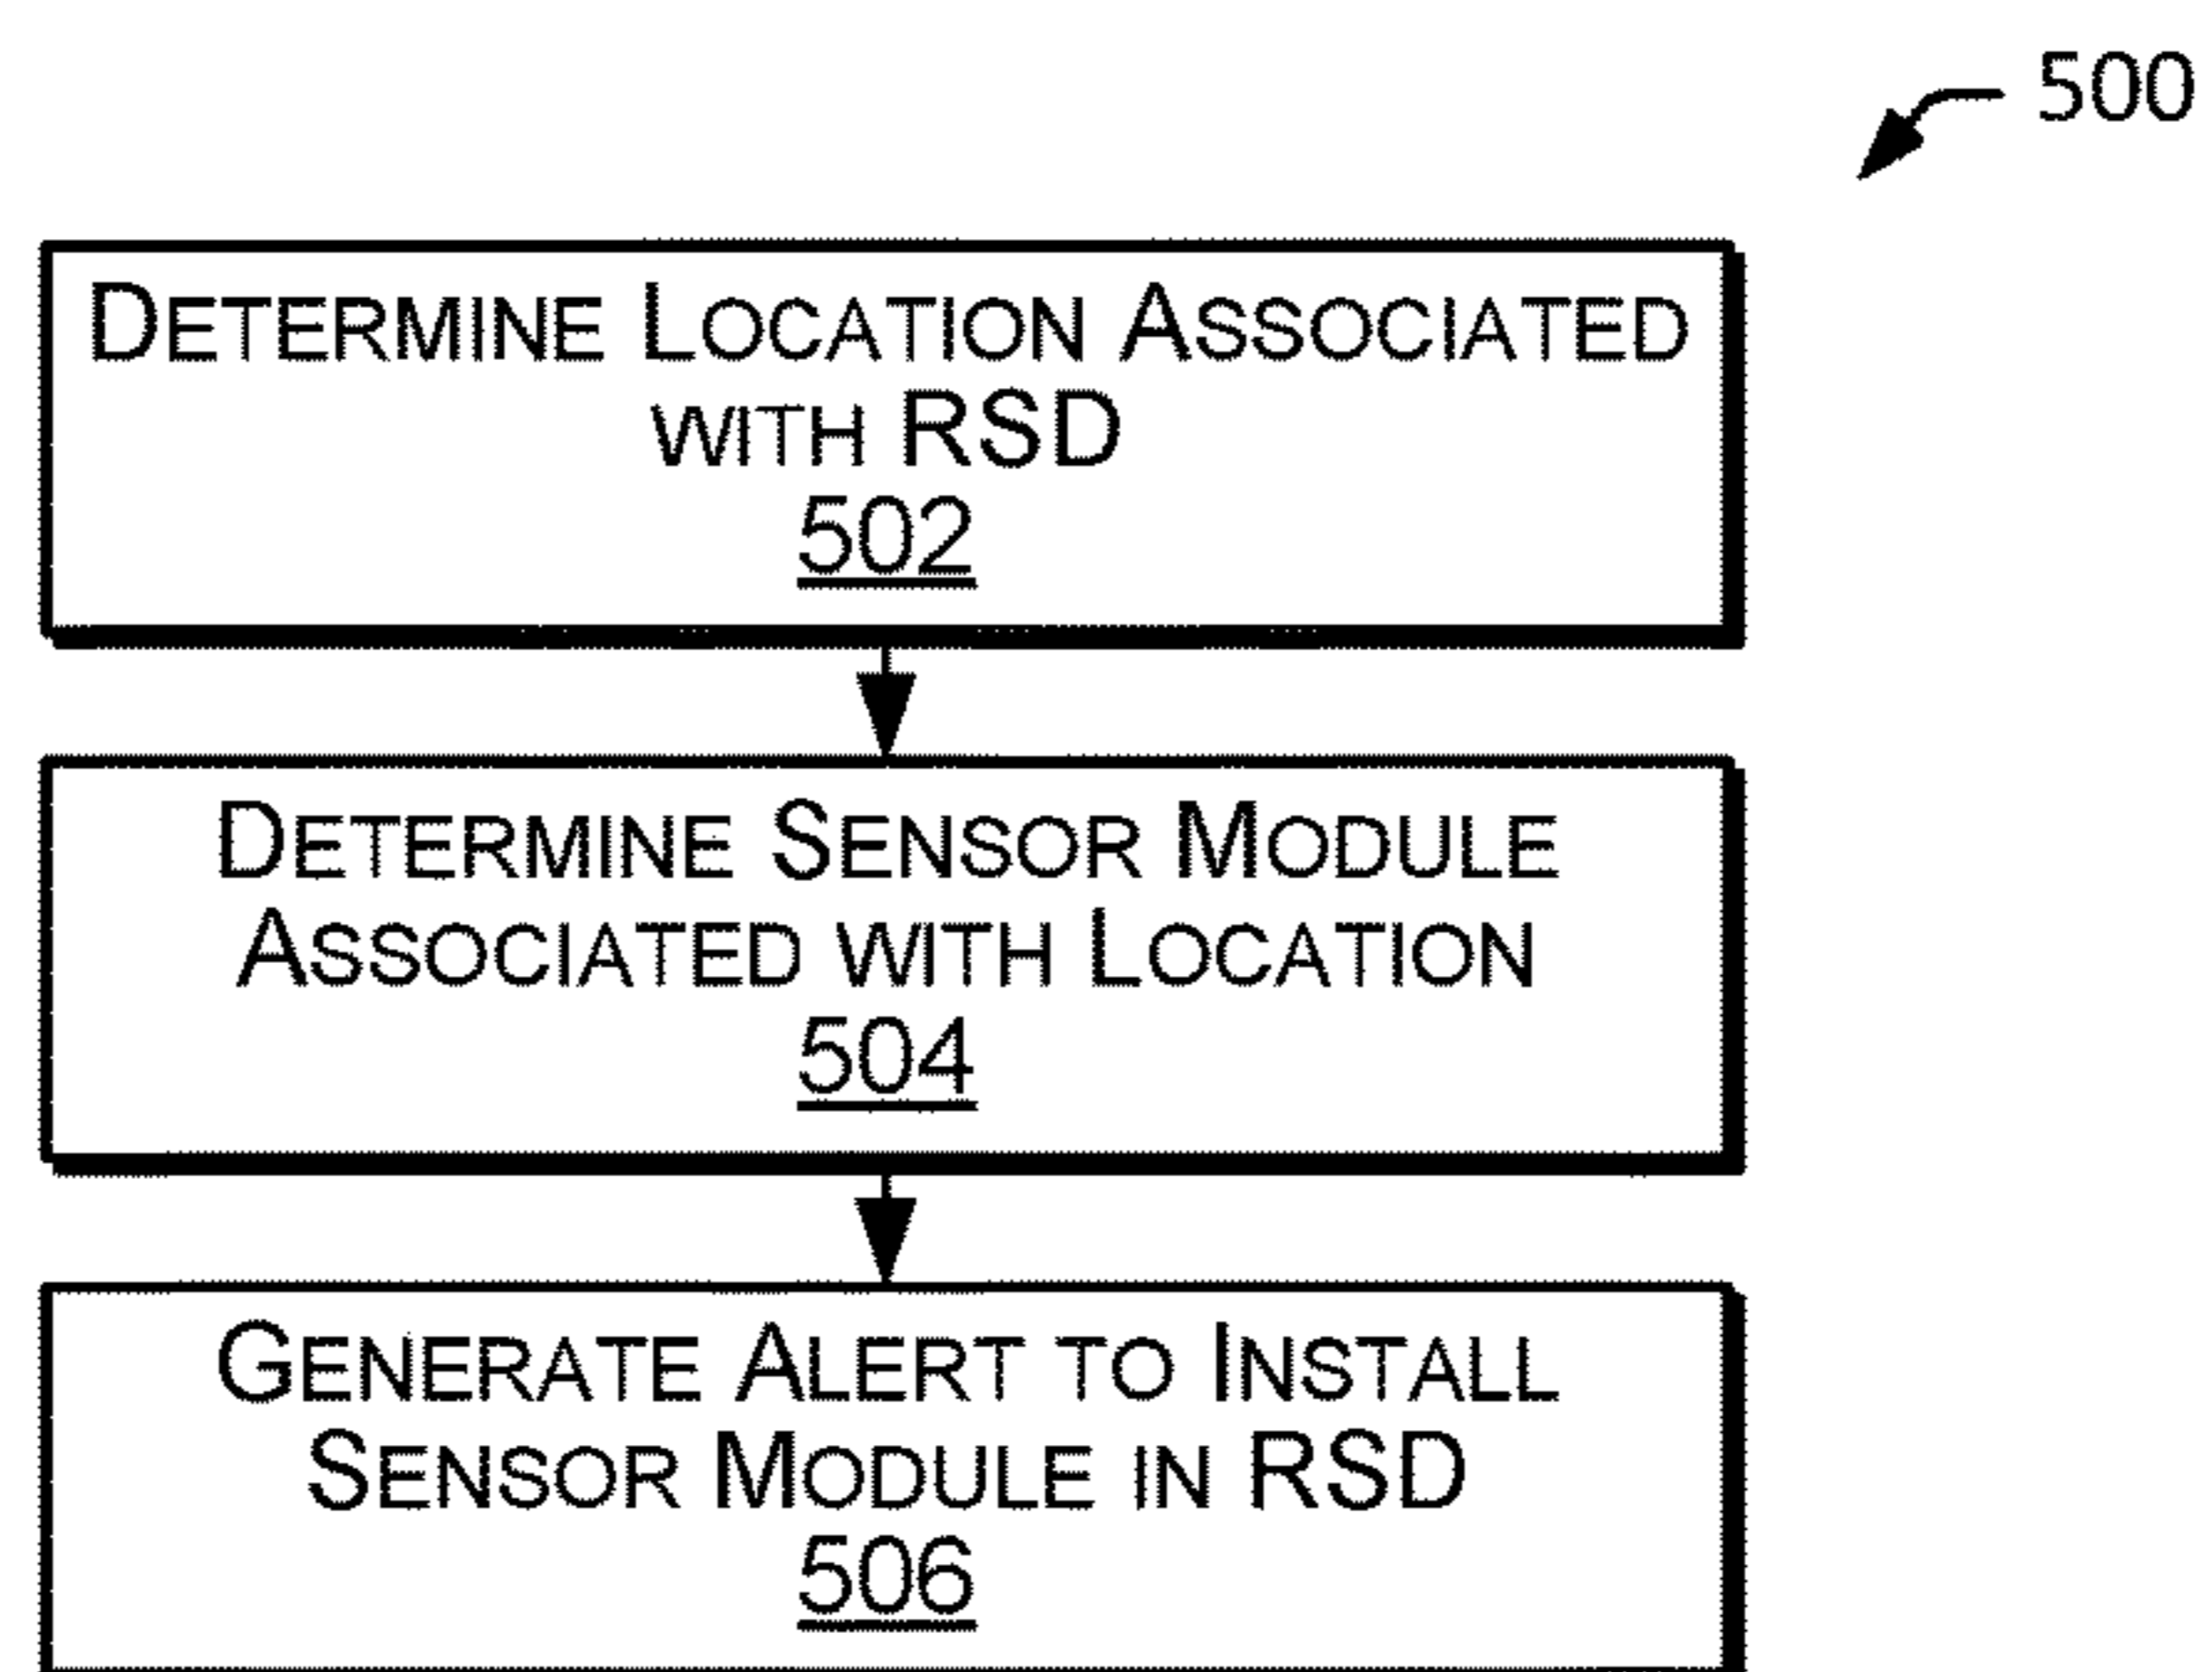 500
DETERMINE LOCATION ASSOCIATED
WITH RSD
502
DETERMINE SENSOR MODULE
ASSOCIATED WITH LOCATION
504
GENERATE ALERT TO INSTALL
SENSOR MODULE IN RSD
506